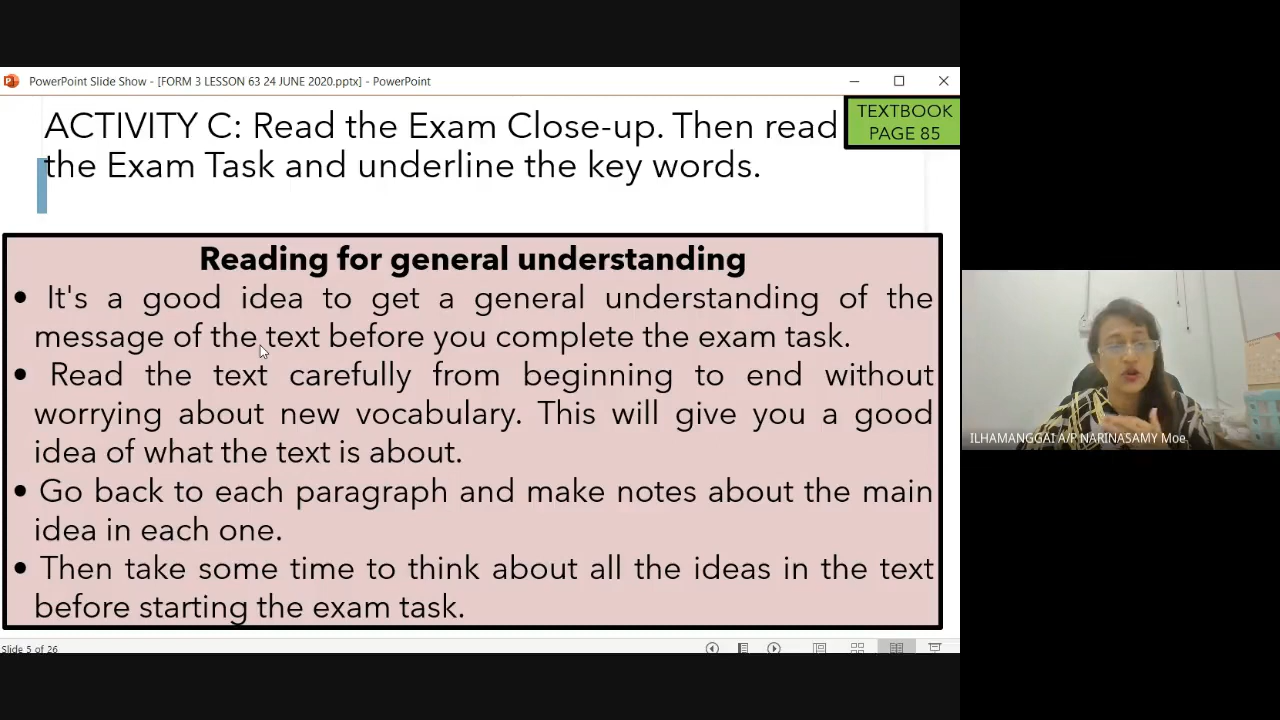 PowerPoint Slide Show - [FORM 3 LESSON 63 24 JUNE 2020.pptx] - PowerPoint
ACTIVITY C: Read the Exam Close-up. Then read
the Exam Task and underline the key words.
TEXTBOOK
PAGE 85
Reading for general understanding
• It's a good idea to get a general understanding of the
message of the text before you complete the exam task.
• Read the text carefully from beginning to end without
worrying about new vocabulary. This will give you a good
idea of what the text is about.
• Go back to each paragraph and make notes about the main
idea in each one.
• Then take some time to think about all the ideas in the text
before starting the exam task.
Slide 5 of 26
ILHAMANGGAI A/P NARINASAMY Moe